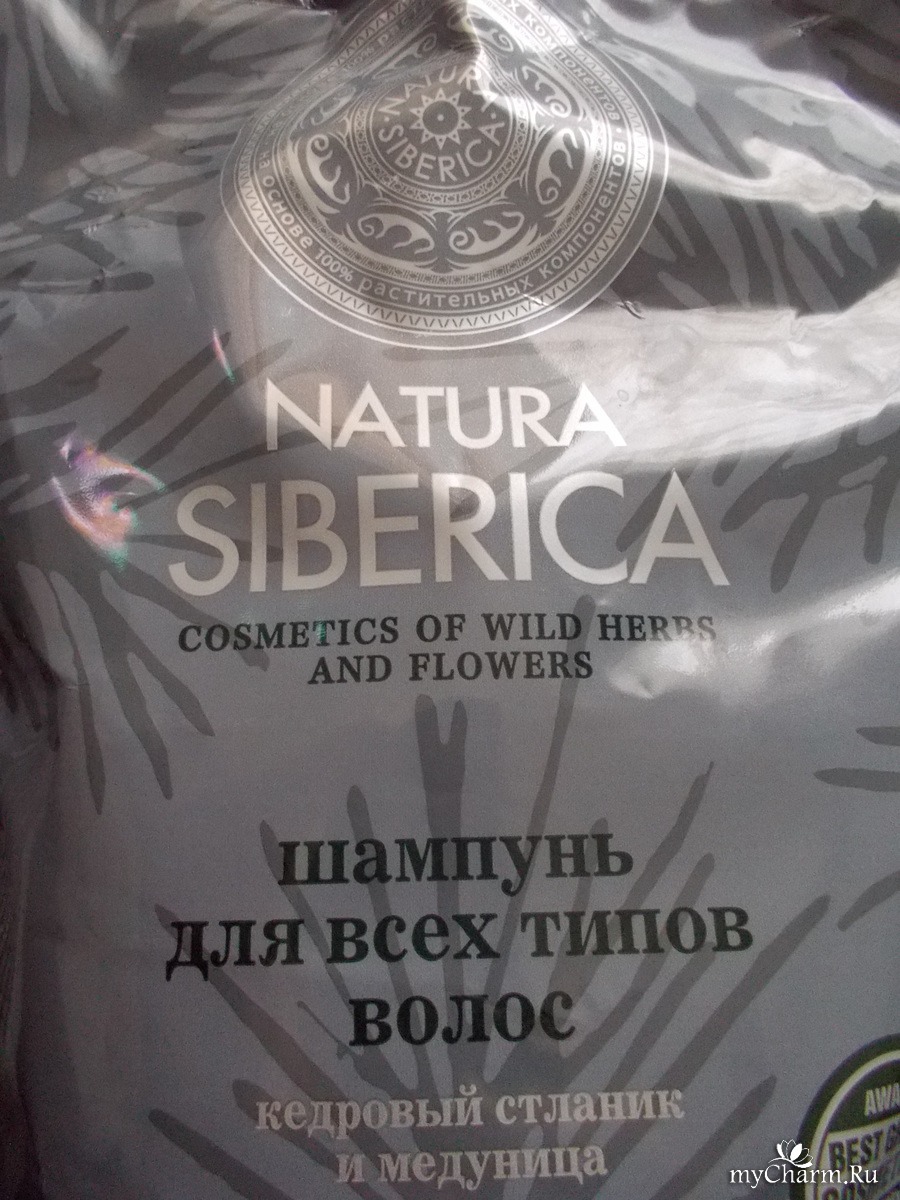 NATURA
SIBERICA
основе 100% растительных компонентов
NATURA
SIBERICA
COSMETICS OF WILD HERBS
AND FLOWERS
шампунь
для всех типов
волос
кедровый стланик
и медуница
BEST
myCharm.Ru